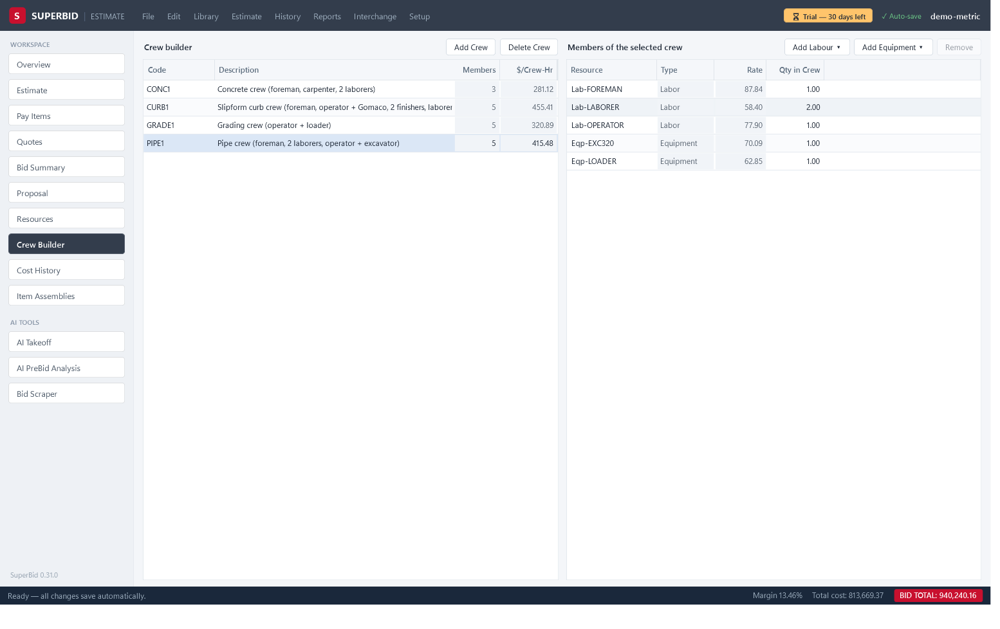 S SUPERBID ESTIMATE File Edit Library Estimate History Reports Interchange Setup Trial — 30 days left ✓ Auto-save demo-metric
WORKSPACE
Overview
Estimate
Pay Items
Quotes
Bid Summary
Proposal
Resources
Crew Builder
Cost History
Item Assemblies
AI TOOLS
AI Takeoff
AI PreBid Analysis
Bid Scraper
SuperBid 0.31.0
Crew builder Add Crew Delete Crew
Code Description Members $/Crew-Hr
CONC1 Concrete crew (foreman, carpenter, 2 laborers) 3 281.12
CURB1 Slipform curb crew (foreman, operator + Gomaco, 2 finishers, laborer 5 455.41
GRADE1 Grading crew (operator + loader) 5 320.89
PIPE1 Pipe crew (foreman, 2 laborers, operator + excavator) 5 415.48
Members of the selected crew Add Labour ▾ Add Equipment ▾ Remove
Resource Type Rate Qty in Crew
Lab-FOREMAN Labor 87.84 1.00
Lab-LABORER Labor 58.40 2.00
Lab-OPERATOR Labor 77.90 1.00
Eqp-EXC320 Equipment 70.09 1.00
Eqp-LOADER Equipment 62.85 1.00
Ready — all changes save automatically. Margin 13.46% Total cost: 813,669.37 BID TOTAL: 940,240.16